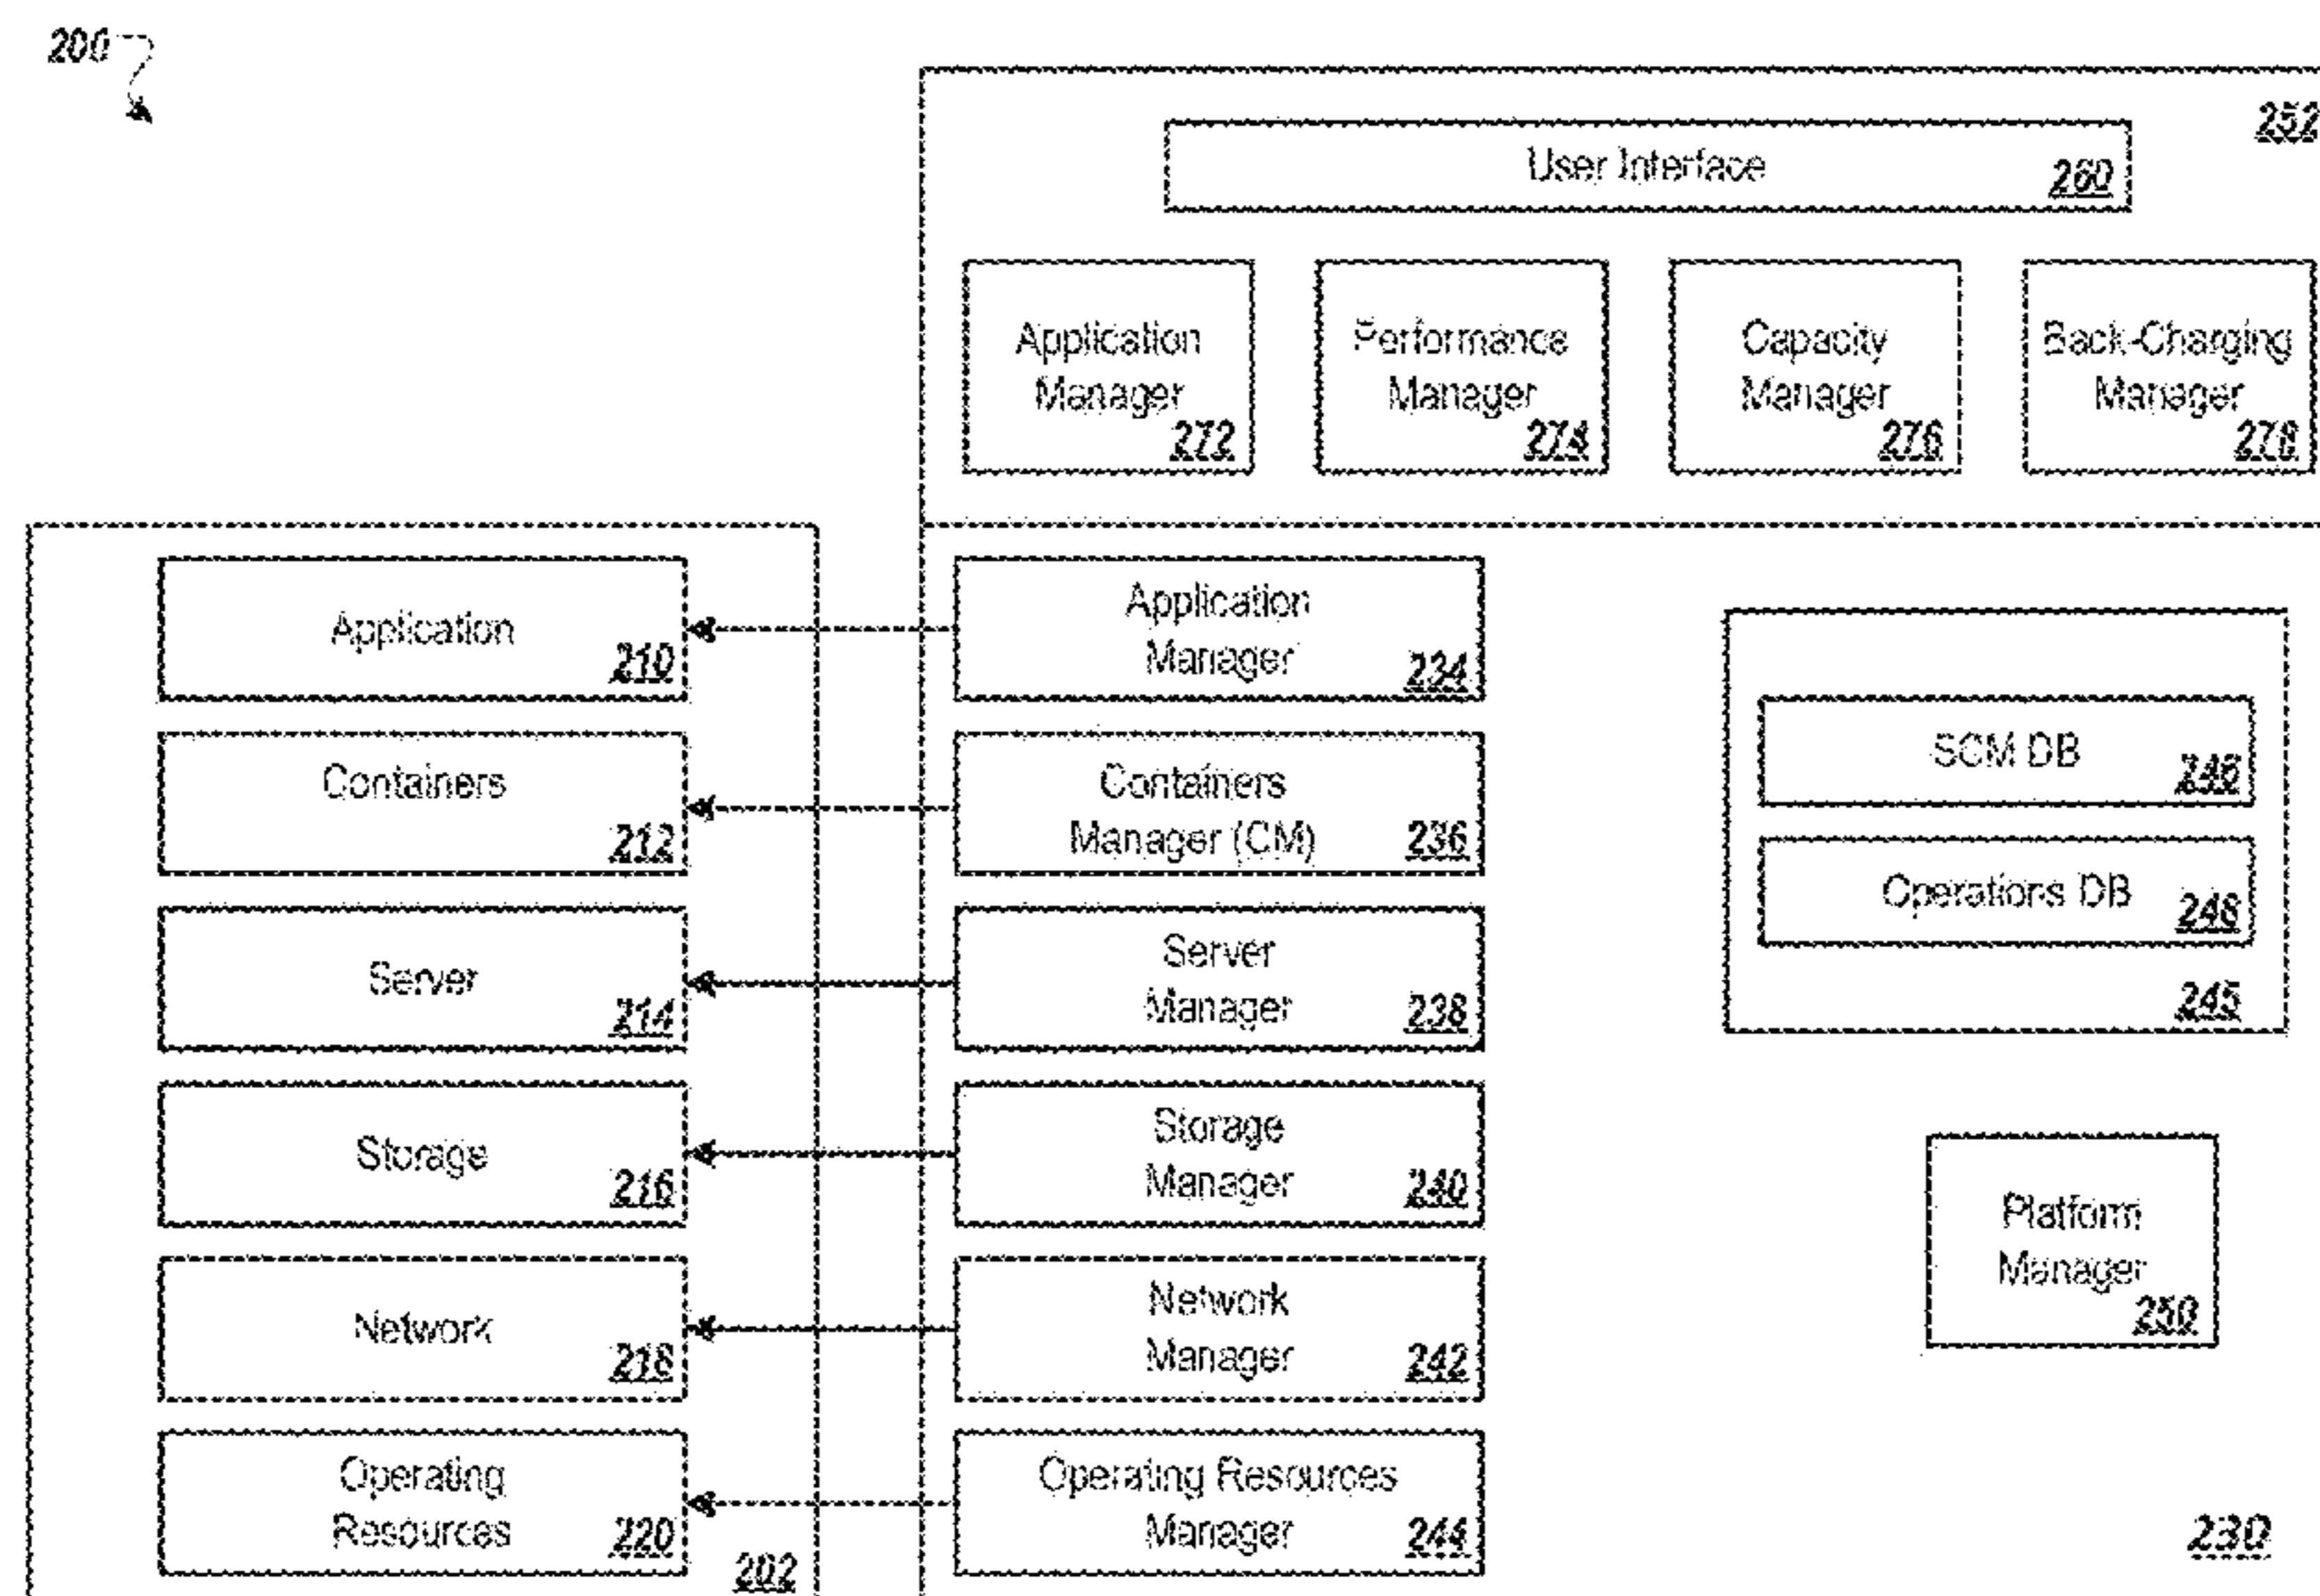 200
252
User Interface
260
Application
Manager
272
Performance
Manager
274
Capacity
Manager
276
Back-Charging
Manager
278
Application
210
Application
Manager
234
Containers
212
Containers
Manager (CM)
236
SCM DB
246
Operations DB
248
245
Server
214
Server
Manager
238
Storage
216
Storage
Manager
240
Platform
Manager
250
Network
218
Network
Manager
242
Operating
Resources
220
Operating Resources
Manager
244
202
230